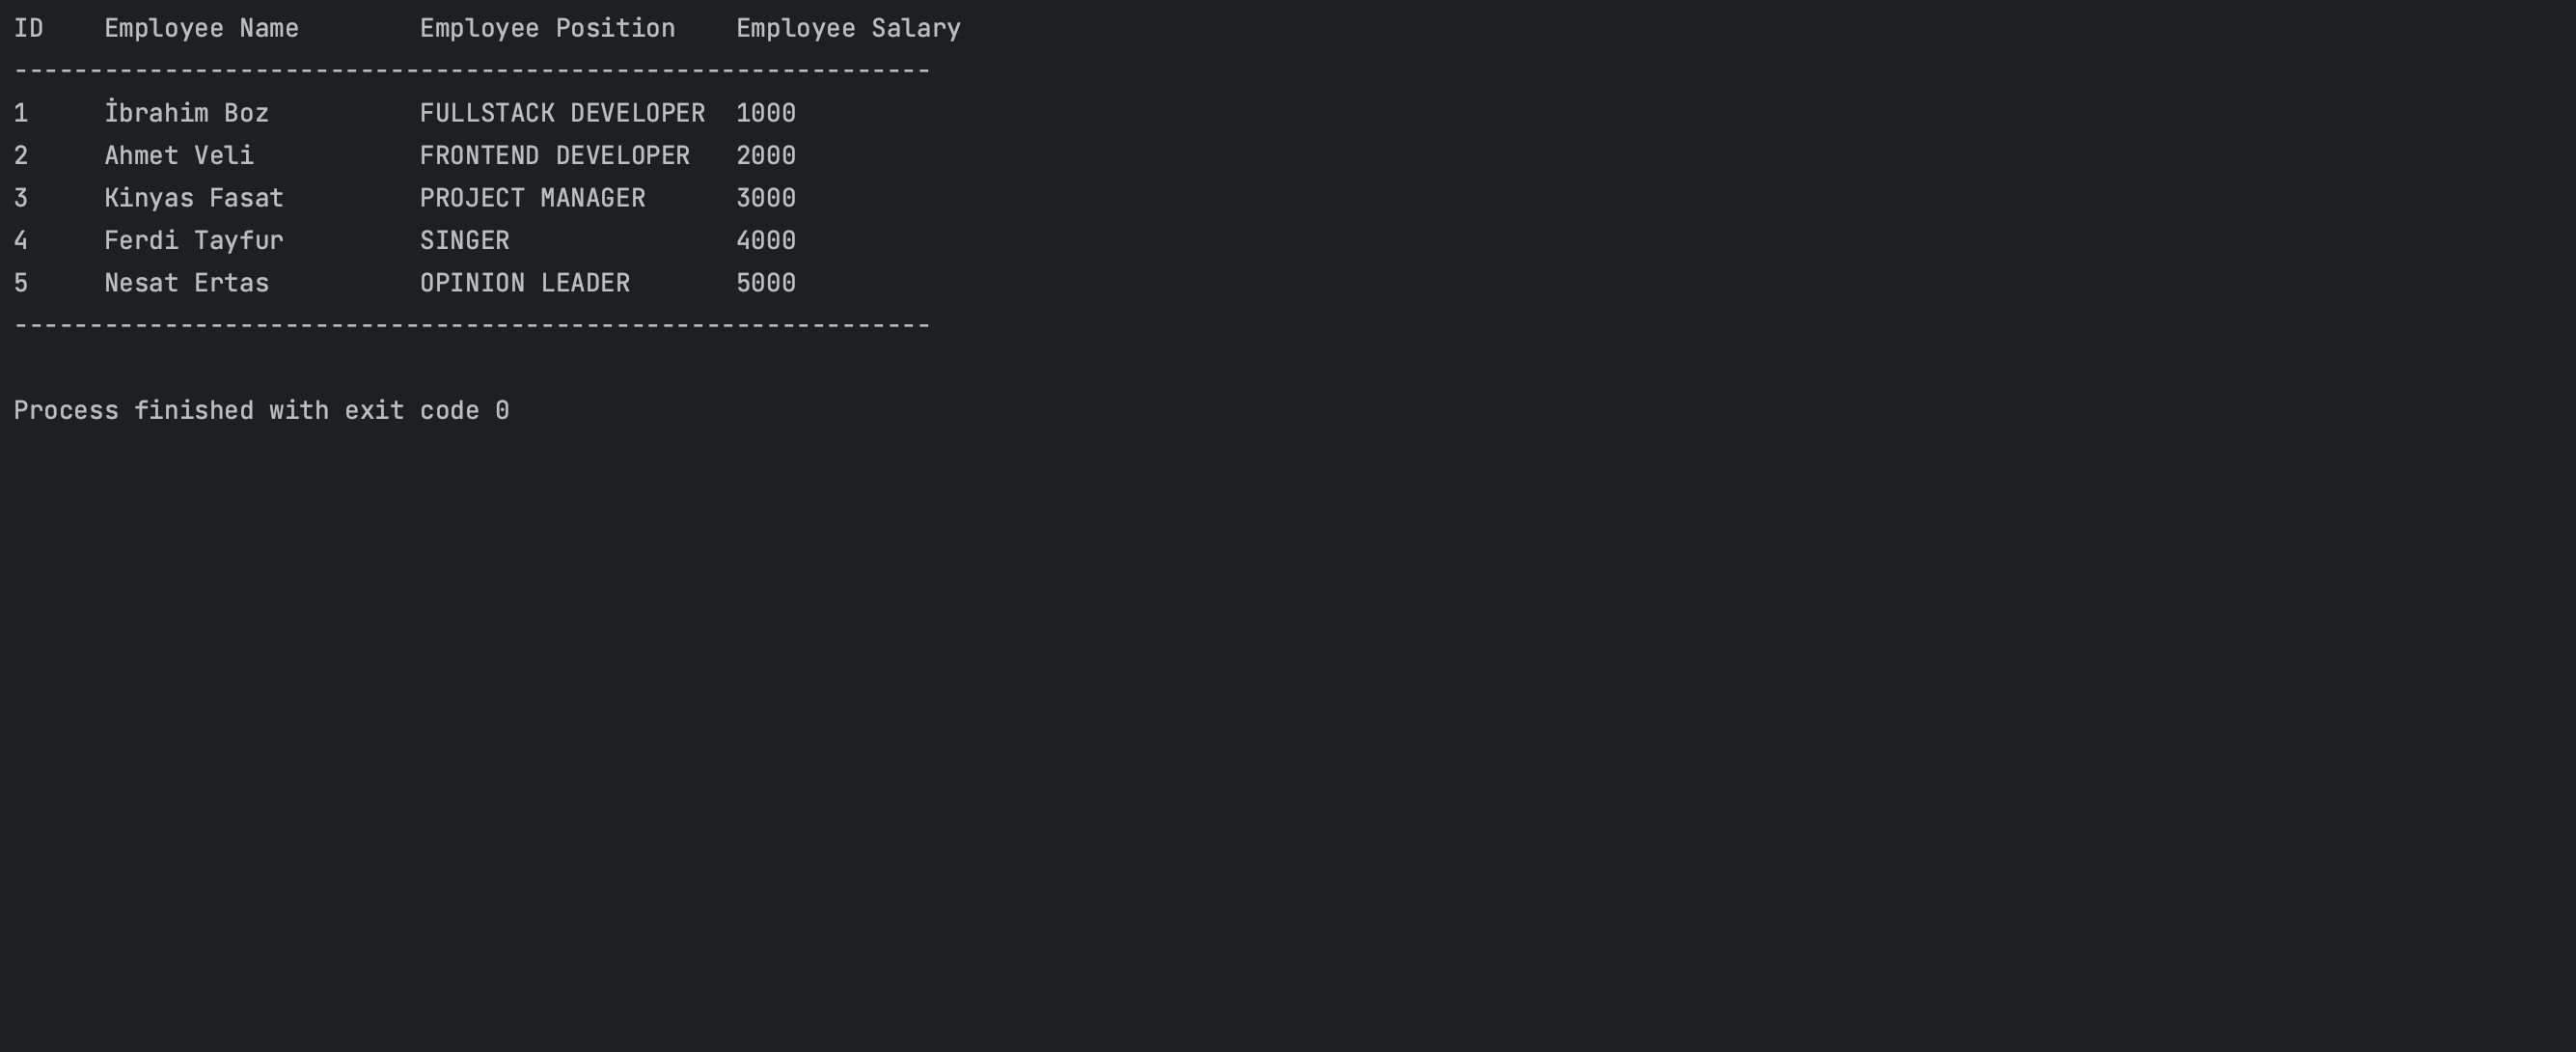 ID    Employee Name        Employee Position    Employee Salary
-------------------------------------------------------------
1     İbrahim Boz          FULLSTACK DEVELOPER  1000
2     Ahmet Veli           FRONTEND DEVELOPER   2000
3     Kinyas Fasat         PROJECT MANAGER      3000
4     Ferdi Tayfur         SINGER               4000
5     Nesat Ertas          OPINION LEADER       5000
-------------------------------------------------------------
Process finished with exit code 0